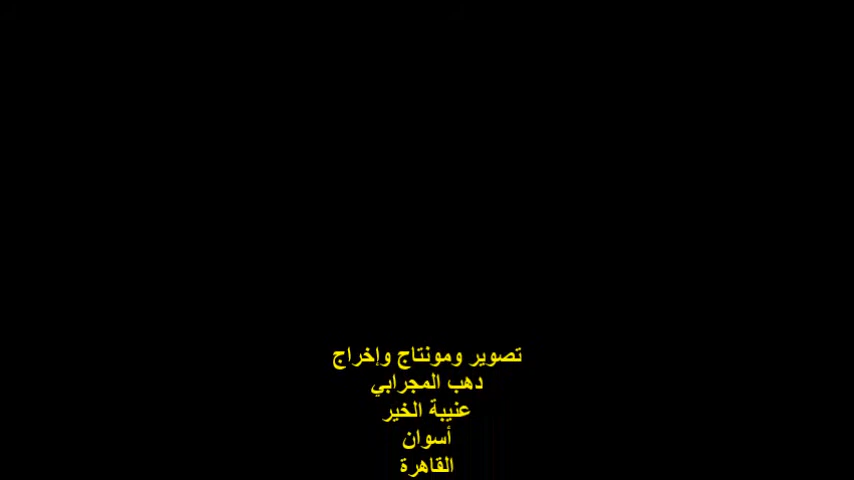 تصوير ومونتاج وإخراج
دهب المجرابي
عنيبة الخير
أسوان
القاهرة